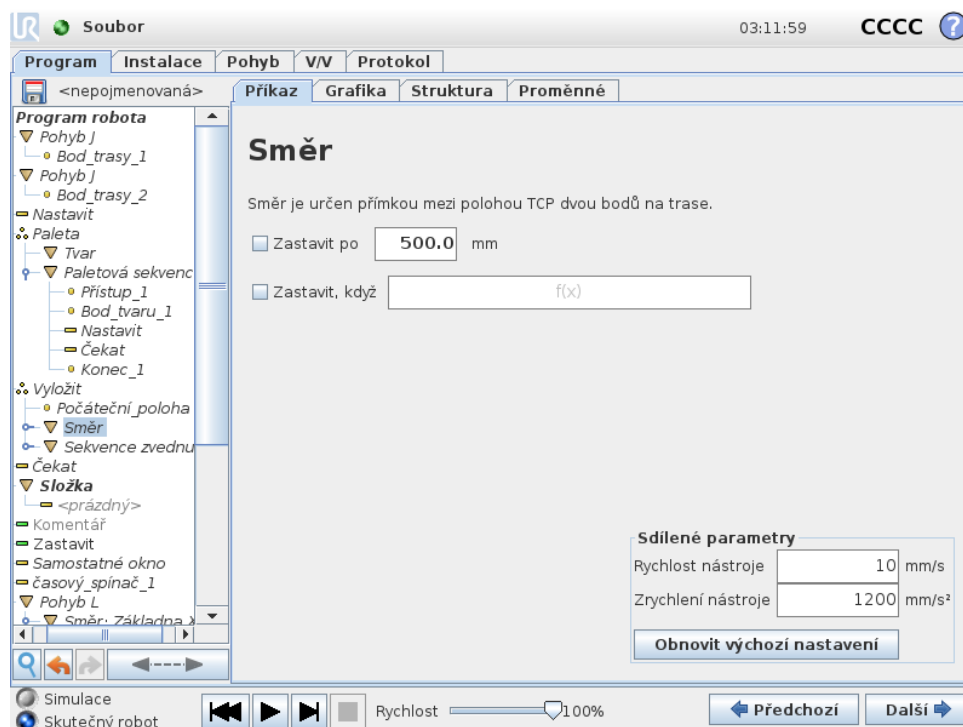 Soubor 03:11:59 CCCC ?
Program Instalace Pohyb V/V Protokol
<nepojmenovaná> Příkaz Grafika Struktura Proměnné
Program robota
Pohyb J
Bod_trasy_1
Pohyb J
Bod_trasy_2
Nastavit
Paleta
Tvar
Paletová sekvenc
Přístup_1
Bod_tvaru_1
Nastavit
Čekat
Konec_1
Vyložit
Počáteční_poloha
Směr
Sekvence zvednu
Čekat
Složka
<prázdný>
Komentář
Zastavit
Samostatné okno
časový_spínač_1
Pohyb L
Směr: Základna X
Směr
Směr je určen přímkou mezi polohou TCP dvou bodů na trase.
Zastavit po 500.0 mm
Zastavit, když f(x)
Sdílené parametry
Rychlost nástroje 10 mm/s
Zrychlení nástroje 1200 mm/s²
Obnovit výchozí nastavení
Simulace
Skutečný robot
Rychlost 100%
Předchozí Další